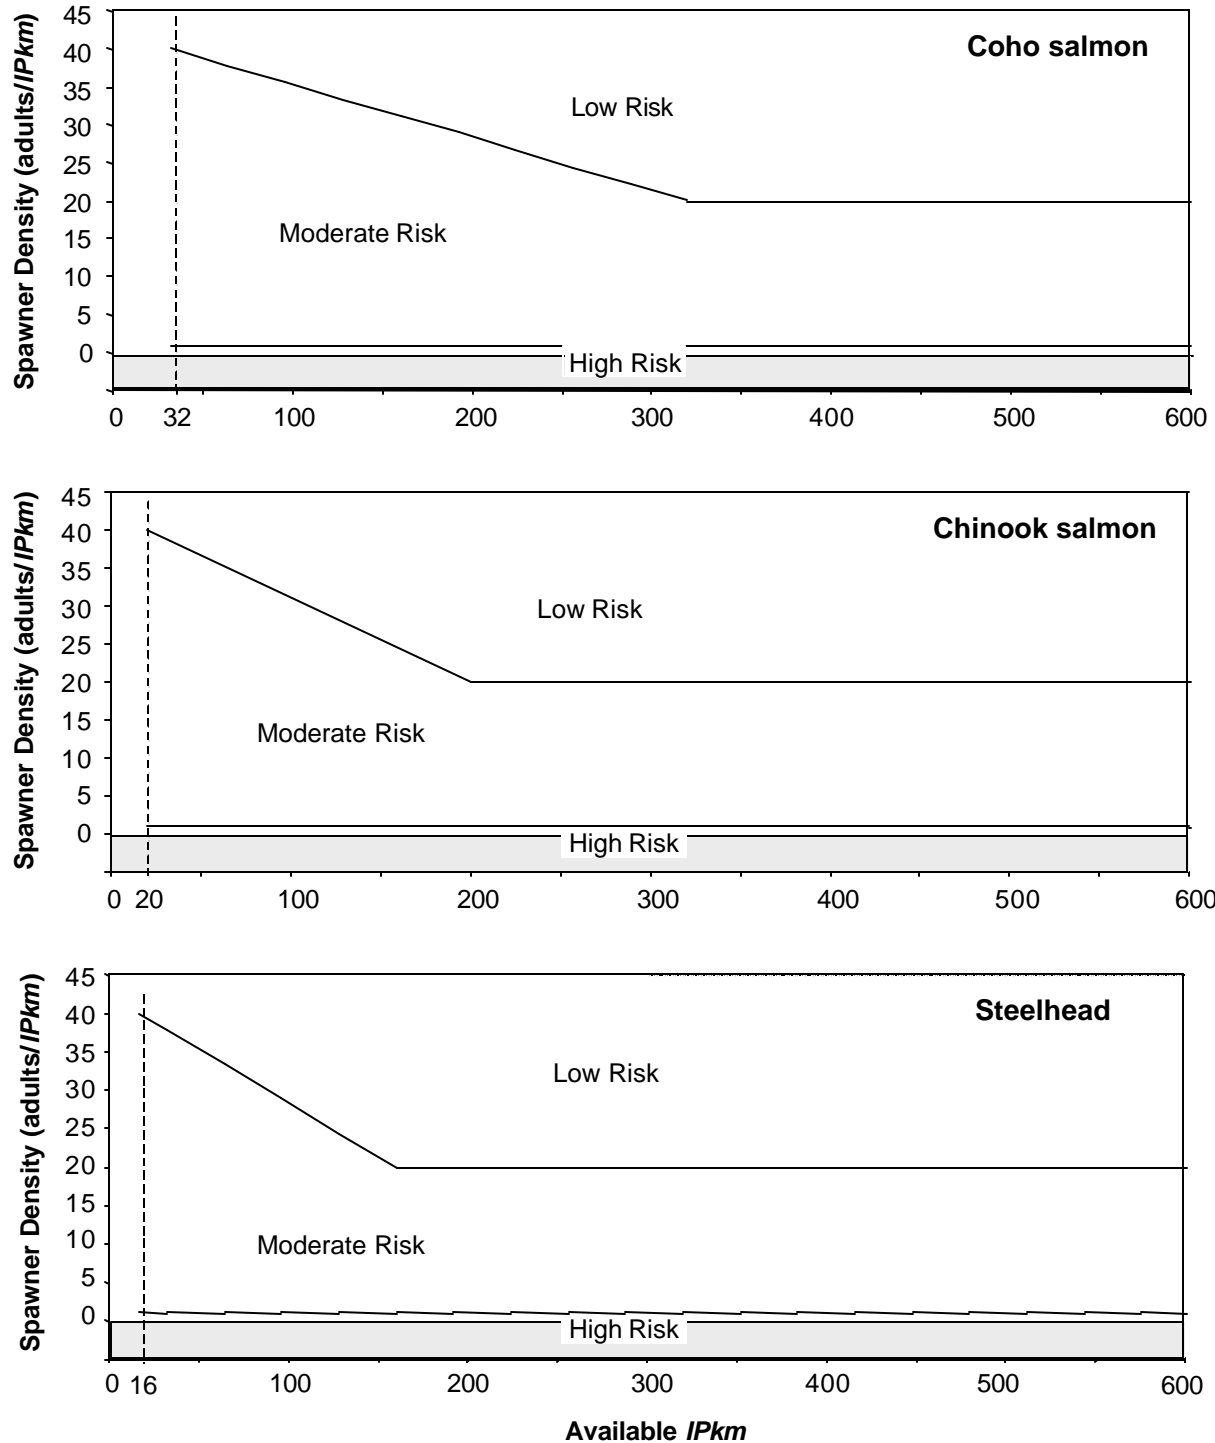 45
Coho salmon
40
35
Low Risk
30
25
20
Moderate Risk
15
10
5
0
High Risk
Spawner Density (adults/IPkm)
0 32 100 200 300 400 500 600
45
Chinook salmon
40
35
30
Low Risk
25
20
15
Moderate Risk
10
5
0
High Risk
Spawner Density (adults/IPkm)
0 20 100 200 300 400 500 600
45
Steelhead
40
35
Low Risk
30
25
20
15
10
Moderate Risk
5
0
High Risk
Spawner Density (adults/IPkm)
0 16 100 200 300 400 500 600
Available IPkm